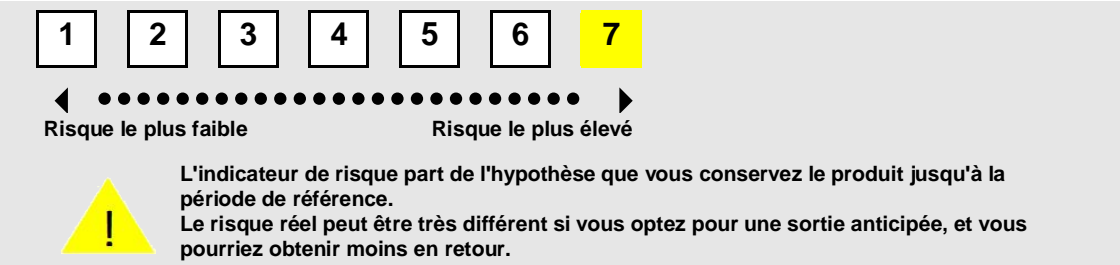 1 2 3 4 5 6 7
Risque le plus faible Risque le plus élevé
L'indicateur de risque part de l'hypothèse que vous conservez le produit jusqu'à la
période de référence.
Le risque réel peut être très différent si vous optez pour une sortie anticipée, et vous
pourriez obtenir moins en retour.
!